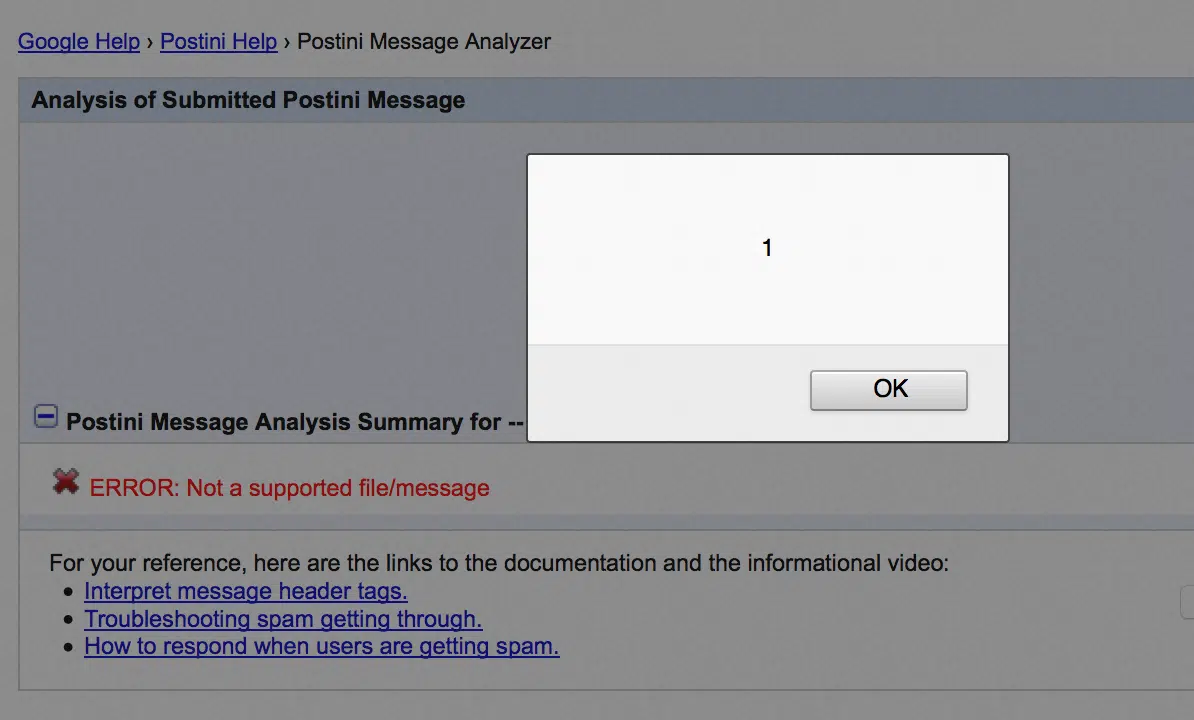 Google Help › Postini Help › Postini Message Analyzer
Analysis of Submitted Postini Message
1
OK
Postini Message Analysis Summary for --
ERROR: Not a supported file/message
For your reference, here are the links to the documentation and the informational video:
Interpret message header tags.
Troubleshooting spam getting through.
How to respond when users are getting spam.